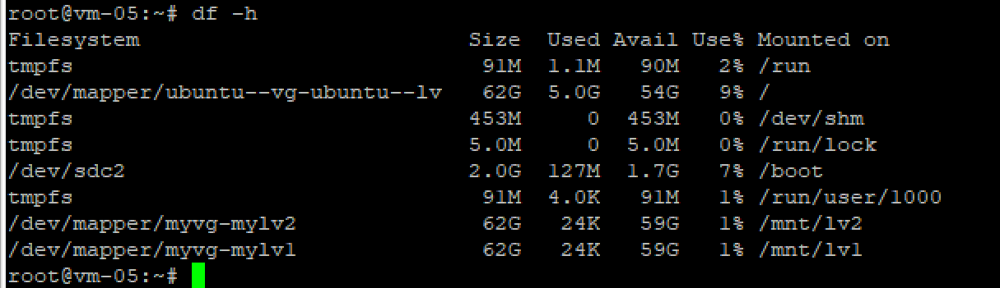 root@vm-05:~# df -h
Filesystem                         Size  Used Avail Use% Mounted on
tmpfs                               91M  1.1M   90M   2% /run
/dev/mapper/ubuntu--vg-ubuntu--lv   62G  5.0G   54G   9% /
tmpfs                              453M     0  453M   0% /dev/shm
tmpfs                              5.0M     0  5.0M   0% /run/lock
/dev/sdc2                          2.0G  127M  1.7G   7% /boot
tmpfs                               91M  4.0K   91M   1% /run/user/1000
/dev/mapper/myvg-mylv2              62G   24K   59G   1% /mnt/lv2
/dev/mapper/myvg-mylv1              62G   24K   59G   1% /mnt/lv1
root@vm-05:~#